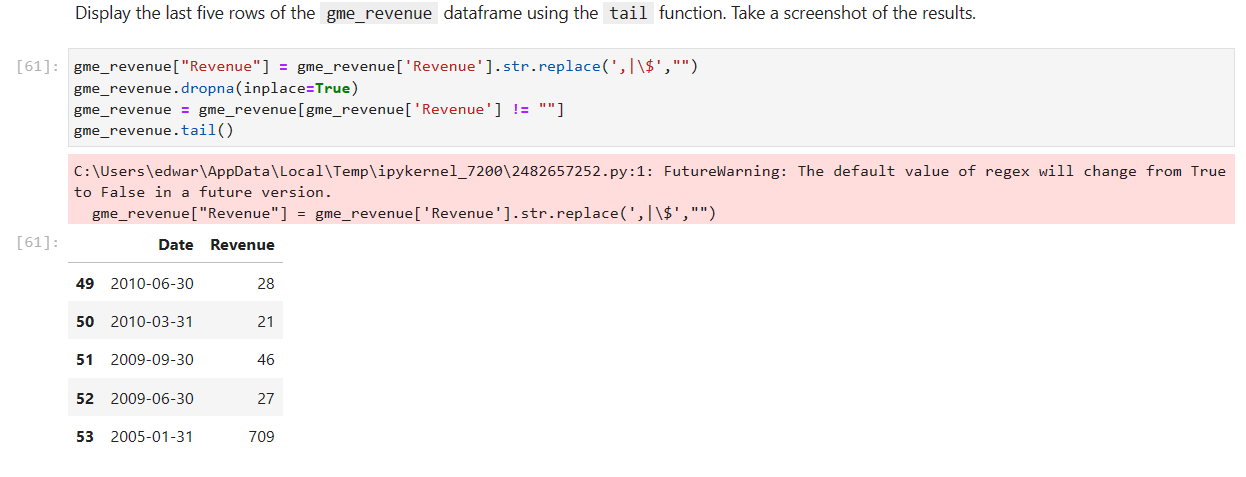 Display the last five rows of the gme_revenue dataframe using the tail function. Take a screenshot of the results.
[61]: gme_revenue["Revenue"] = gme_revenue['Revenue'].str.replace(',|\$',"")
gme_revenue.dropna(inplace=True)
gme_revenue = gme_revenue[gme_revenue['Revenue'] != ""]
gme_revenue.tail()
C:\Users\edwar\AppData\Local\Temp\ipykernel_7200\2482657252.py:1: FutureWarning: The default value of regex will change from True
to False in a future version.
gme_revenue["Revenue"] = gme_revenue['Revenue'].str.replace(',|\$',"")
[61]: Date Revenue
49 2010-06-30 28
50 2010-03-31 21
51 2009-09-30 46
52 2009-06-30 27
53 2005-01-31 709